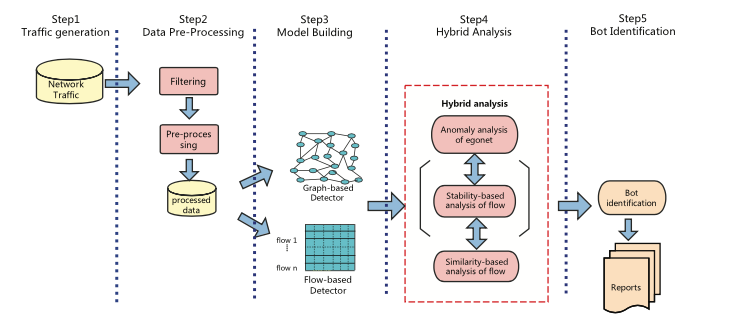 Step1
Traffic generation
Step2
Data Pre-Processing
Step3
Model Building
Step4
Hybrid Analysis
Step5
Bot Identification
Network
Traffic
Filtering
Pre-proces
sing
processed
data
Graph-based
Detector
flow 1
flow n
Flow-based
Detector
Hybrid analysis
Anomaly analysis
of egonet
Stability-based
analysis of flow
Similarity-based
analysis of flow
Bot
identification
Reports